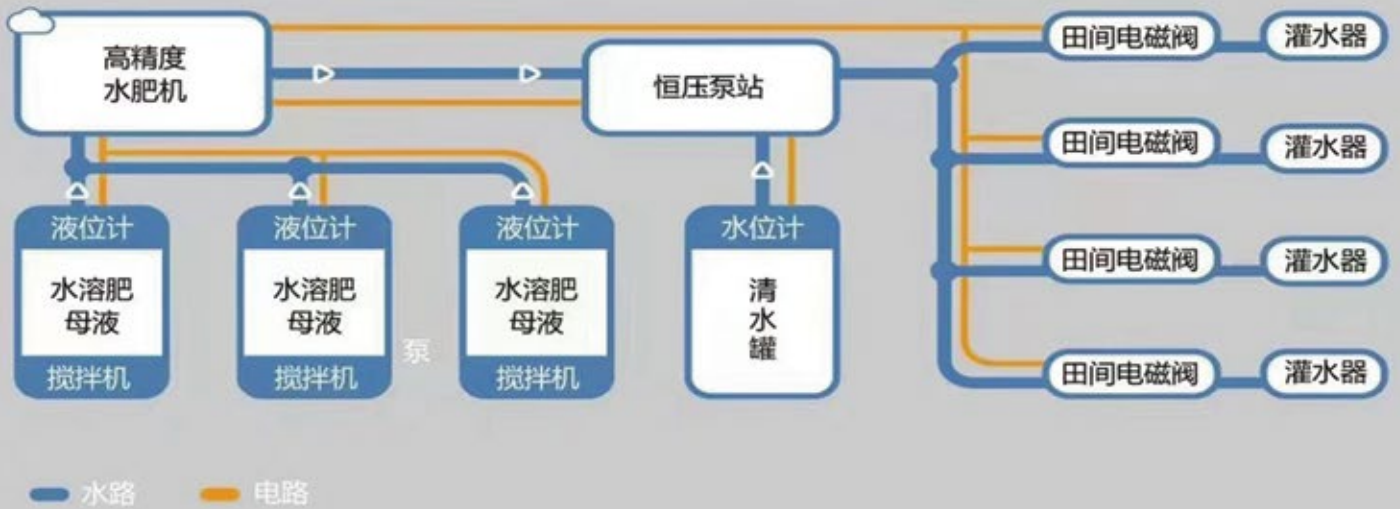 高精度
水肥机
恒压泵站
田间电磁阀
灌水器
田间电磁阀
灌水器
田间电磁阀
灌水器
田间电磁阀
灌水器
液位计
水溶肥
母液
搅拌机
液位计
水溶肥
母液
搅拌机
泵
液位计
水溶肥
母液
搅拌机
水位计
清
水
罐
水路
电路